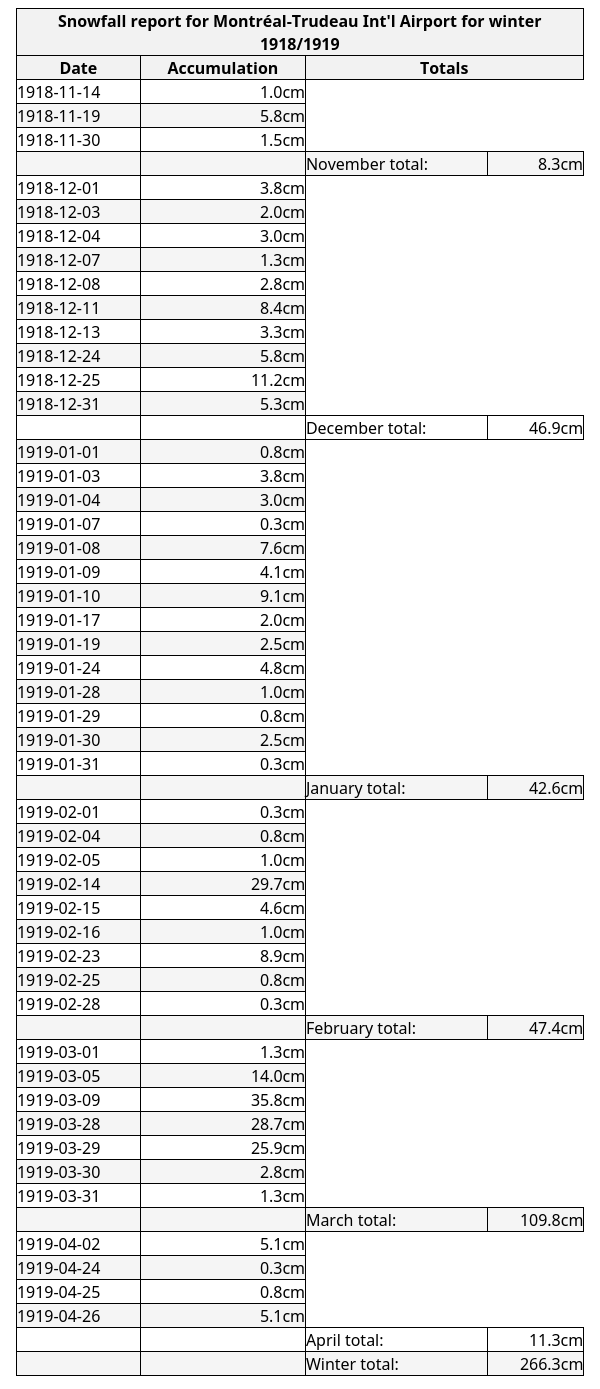 Snowfall report for Montréal-Trudeau Int'l Airport for winter
1918/1919
Date Accumulation Totals
1918-11-14 1.0cm
1918-11-19 5.8cm
1918-11-30 1.5cm
November total: 8.3cm
1918-12-01 3.8cm
1918-12-03 2.0cm
1918-12-04 3.0cm
1918-12-07 1.3cm
1918-12-08 2.8cm
1918-12-11 8.4cm
1918-12-13 3.3cm
1918-12-24 5.8cm
1918-12-25 11.2cm
1918-12-31 5.3cm
December total: 46.9cm
1919-01-01 0.8cm
1919-01-03 3.8cm
1919-01-04 3.0cm
1919-01-07 0.3cm
1919-01-08 7.6cm
1919-01-09 4.1cm
1919-01-10 9.1cm
1919-01-17 2.0cm
1919-01-19 2.5cm
1919-01-24 4.8cm
1919-01-28 1.0cm
1919-01-29 0.8cm
1919-01-30 2.5cm
1919-01-31 0.3cm
January total: 42.6cm
1919-02-01 0.3cm
1919-02-04 0.8cm
1919-02-05 1.0cm
1919-02-14 29.7cm
1919-02-15 4.6cm
1919-02-16 1.0cm
1919-02-23 8.9cm
1919-02-25 0.8cm
1919-02-28 0.3cm
February total: 47.4cm
1919-03-01 1.3cm
1919-03-05 14.0cm
1919-03-09 35.8cm
1919-03-28 28.7cm
1919-03-29 25.9cm
1919-03-30 2.8cm
1919-03-31 1.3cm
March total: 109.8cm
1919-04-02 5.1cm
1919-04-24 0.3cm
1919-04-25 0.8cm
1919-04-26 5.1cm
April total: 11.3cm
Winter total: 266.3cm